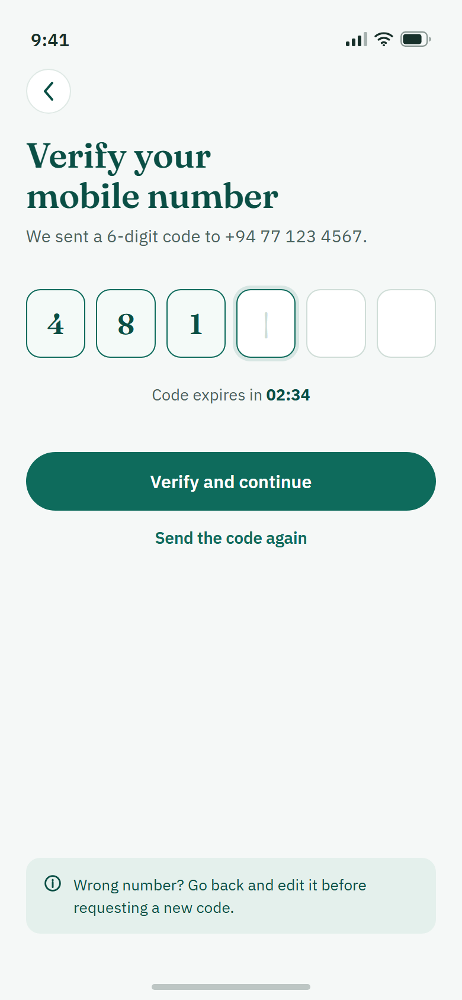 9:41
Verify your
mobile number
We sent a 6-digit code to +94 77 123 4567.
4 8 1
Code expires in 02:34
Verify and continue
Send the code again
Wrong number? Go back and edit it before
requesting a new code.